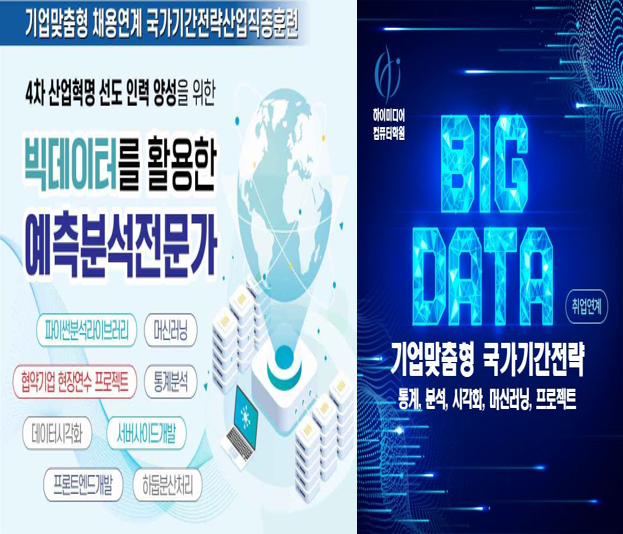 기업맞춤형 채용연계 국가기간전략산업직종훈련
4차 산업혁명 선도 인력 양성을 위한
빅데이터를 활용한
예측분석전문가
파이썬분석라이브러리
머신러닝
협약기업 현장연수 프로젝트
통계분석
데이터시각화
서버사이드개발
프론트엔드개발
하둡분산처리
하이미디어
컴퓨터학원
BIG
DATA
취업연계
기업맞춤형 국가기간전략
통계, 분석, 시각화, 머신러닝, 프로젝트